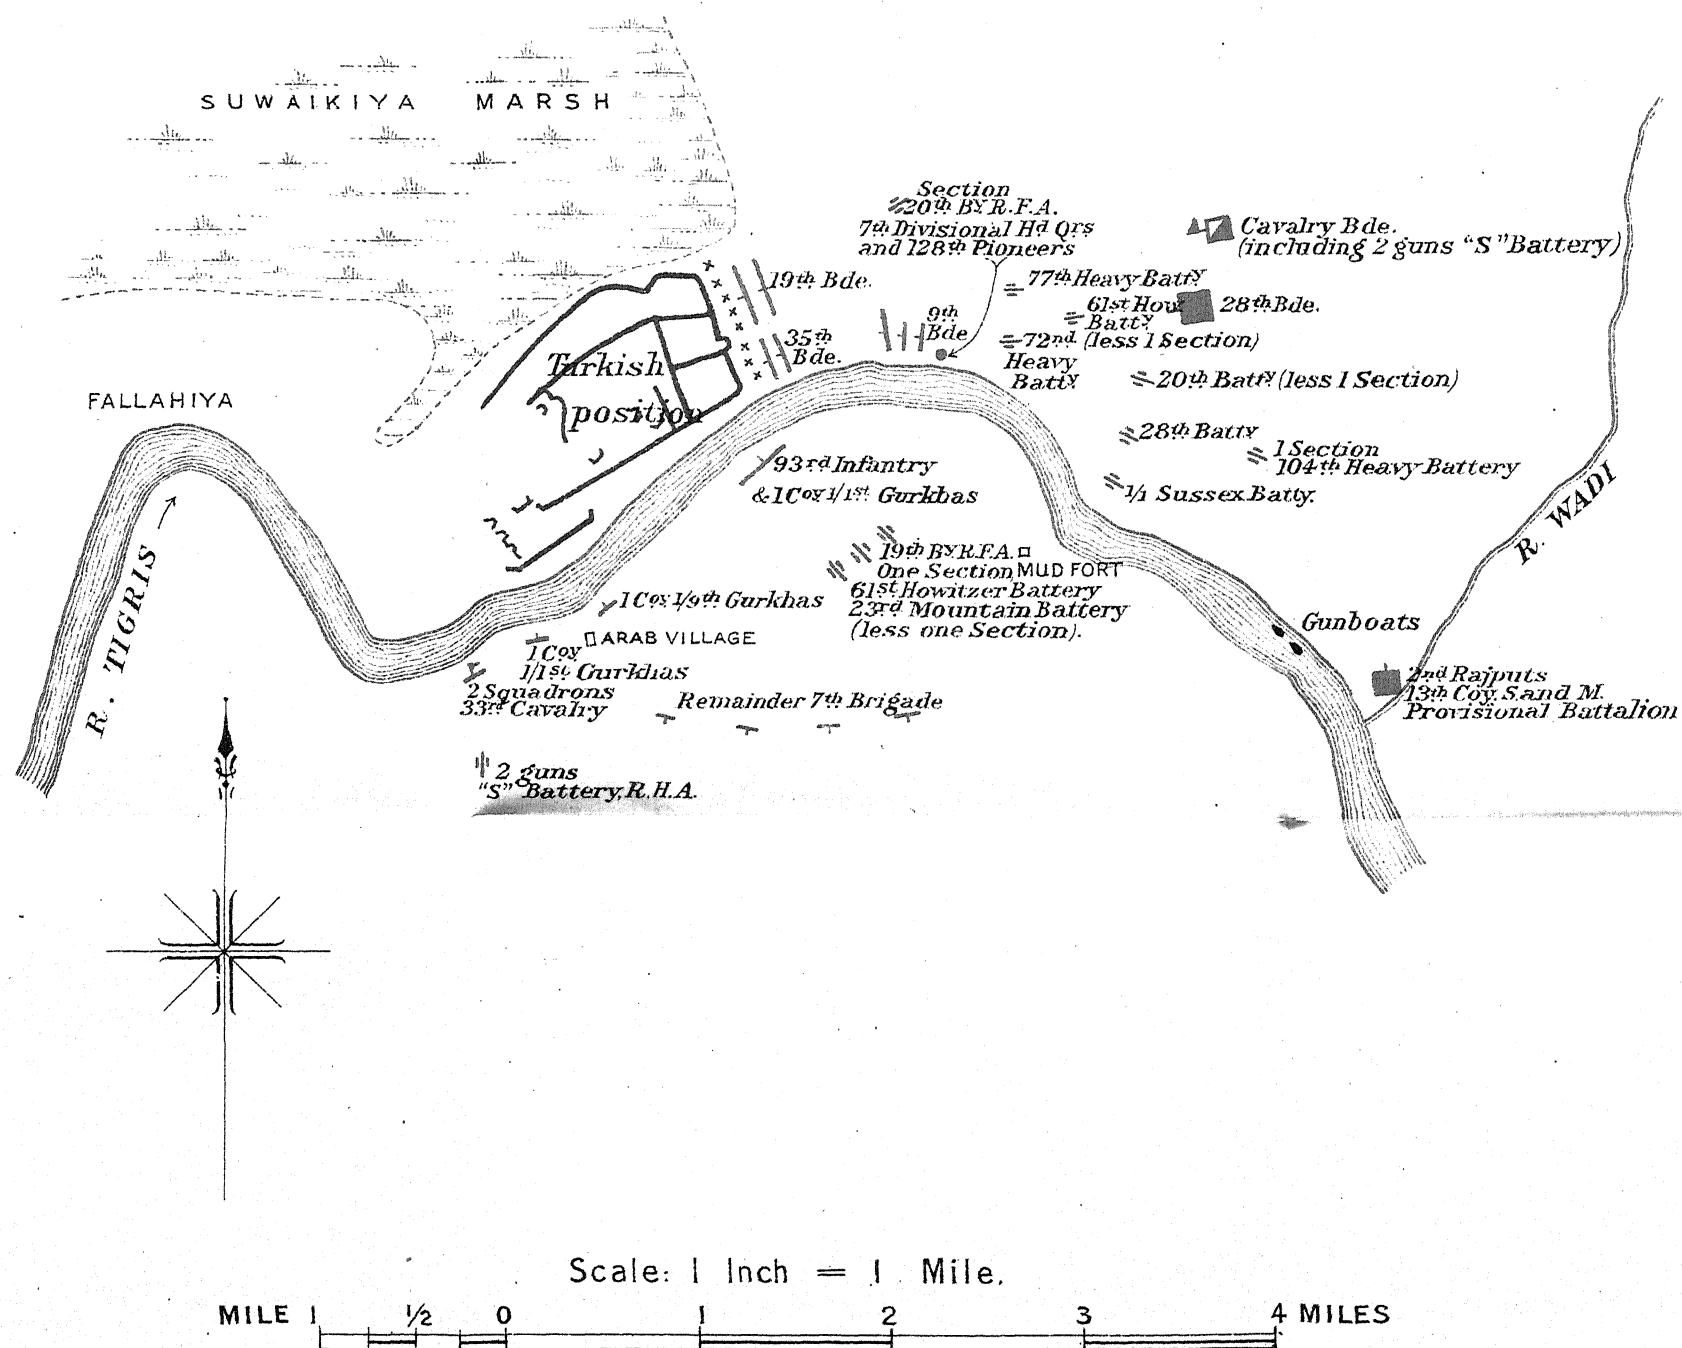 SUWAIKIYA MARSH
Section
20th BY R.F.A.
7th Divisional Hd Qrs
and 128th Pioneers
Cavalry Bde.
(including 2 guns "S" Battery)
19th Bde.
77th Heavy Batty
61st How
Batty
28th Bde.
9th
Bde
35th
Bde.
72nd (less 1 Section)
Heavy
Batty
Turkish
position
20th Batty (less 1 Section)
FALLAHIYA
28th Batty
1 Section
104th Heavy Battery
93rd Infantry
& 1 Coy 1/1st Gurkhas
1/1 Sussex Batty.
R. WADI
19th BY R.F.A.
One Section MUD FORT
61st Howitzer Battery
23rd Mountain Battery
(less one Section).
1 Coy 1/9th Gurkhas
R. TIGRIS
ARAB VILLAGE
1 Coy
1/1st Gurkhas
2 Squadrons
33rd Cavalry
Remainder 7th Brigade
Gunboats
2nd Rajputs
13th Coy. S. and M.
Provisional Battalion
2 guns
"S" Battery, R.H.A.
Scale: 1 Inch = 1 Mile.
MILE 1 1/2 0 1 2 3 4 MILES